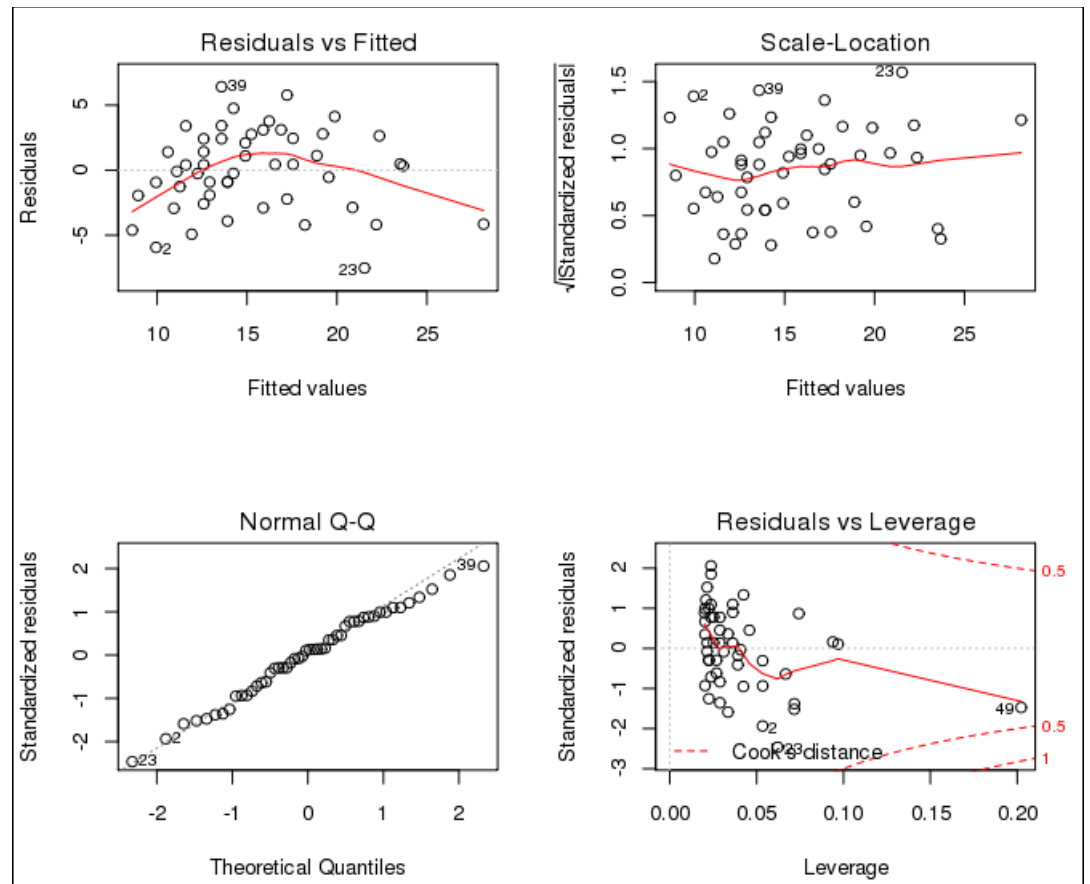 Residuals vs Fitted
Residuals
5
0
-5
39
2
23
10 15 20 25
Fitted values
Scale-Location
√|Standardized residuals|
1.5
1.0
0.5
0.0
2
39
23
10 15 20 25
Fitted values
Normal Q-Q
Standardized residuals
2
1
0
-1
-2
39
2
23
-2 -1 0 1 2
Theoretical Quantiles
Residuals vs Leverage
Standardized residuals
2
1
0
-1
-2
-3
0.5
49
0.5
2
23
Cook's distance
1
0.00 0.05 0.10 0.15 0.20
Leverage